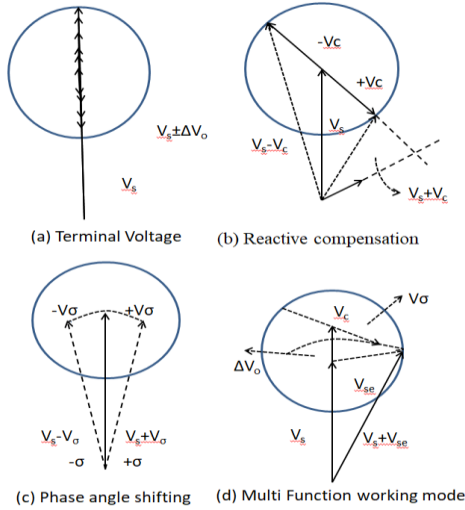 Vs±ΔVo
Vs
(a) Terminal Voltage
-Vc
+Vc
Vs
Vs-Vc
Vs+Vc
(b) Reactive compensation
-Vσ
+Vσ
Vs-Vσ
Vs+Vσ
-σ
+σ
(c) Phase angle shifting
Vσ
Vc
ΔVo
Vse
Vs
Vs+Vse
(d) Multi Function working mode